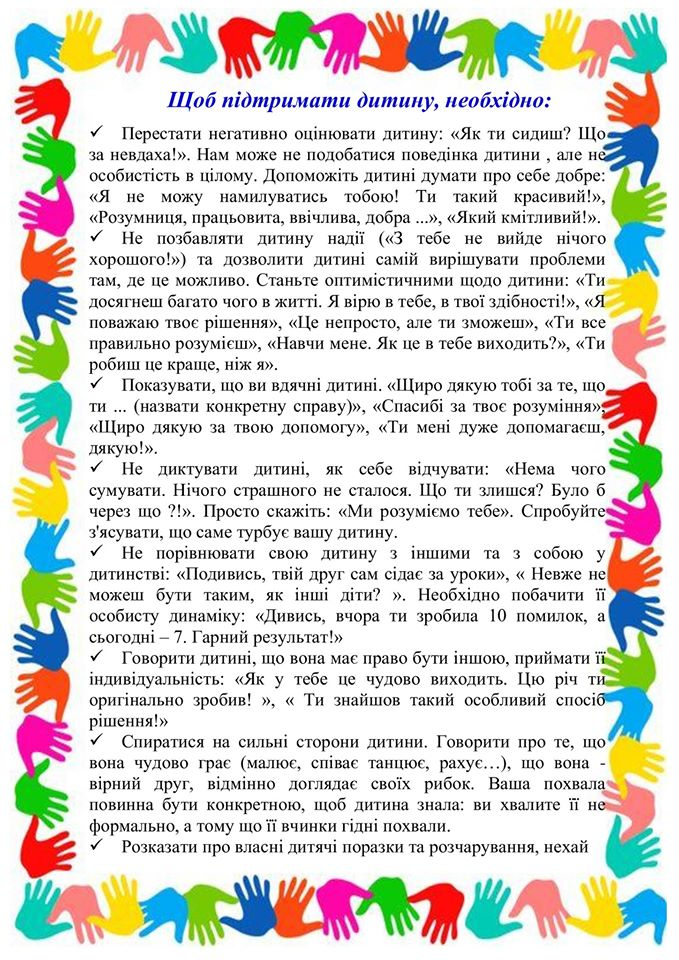 Щоб підтримати дитину, необхідно:
✓ Перестати негативно оцінювати дитину: «Як ти сидиш? Що
за невдаха!». Нам може не подобатися поведінка дитини , але не
особистість в цілому. Допоможіть дитині думати про себе добре:
«Я не можу намилуватись тобою! Ти такий красивий!»,
«Розумниця, працьовита, ввічлива, добра ...», «Який кмітливий!».
✓ Не позбавляти дитину надії («З тебе не вийде нічого
хорошого!») та дозволити дитині самій вирішувати проблеми
там, де це можливо. Станьте оптимістичними щодо дитини: «Ти
досягнеш багато чого в житті. Я вірю в тебе, в твої здібності!», «Я
поважаю твоє рішення», «Це непросто, але ти зможеш», «Ти все
правильно розумієш», «Навчи мене. Як це в тебе виходить?», «Ти
робиш це краще, ніж я».
✓ Показувати, що ви вдячні дитині. «Щиро дякую тобі за те, що
ти ... (назвати конкретну справу)», «Спасибі за твоє розуміння»,
«Щиро дякую за твою допомогу», «Ти мені дуже допомагаєш,
дякую!».
✓ Не диктувати дитині, як себе відчувати: «Нема чого
сумувати. Нічого страшного не сталося. Що ти злишся? Було б
через що ?!». Просто скажіть: «Ми розуміємо тебе». Спробуйте
з'ясувати, що саме турбує вашу дитину.
✓ Не порівнювати свою дитину з іншими та з собою у
дитинстві: «Подивись, твій друг сам сідає за уроки», « Невже не
можеш бути таким, як інші діти? ». Необхідно побачити її
особисту динаміку: «Дивись, вчора ти зробила 10 помилок, а
сьогодні – 7. Гарний результат!»
✓ Говорити дитині, що вона має право бути іншою, приймати її
індивідуальність: «Як у тебе це чудово виходить. Цю річ ти
оригінально зробив! », « Ти знайшов такий особливий спосіб
рішення!»
✓ Спиратися на сильні сторони дитини. Говорити про те, що
вона чудово грає (малює, співає танцює, рахує…), що вона -
вірний друг, відмінно доглядає своїх рибок. Ваша похвала
повинна бути конкретною, щоб дитина знала: ви хвалите її не
формально, а тому що її вчинки гідні похвали.
✓ Розказати про власні дитячі поразки та розчарування, нехай